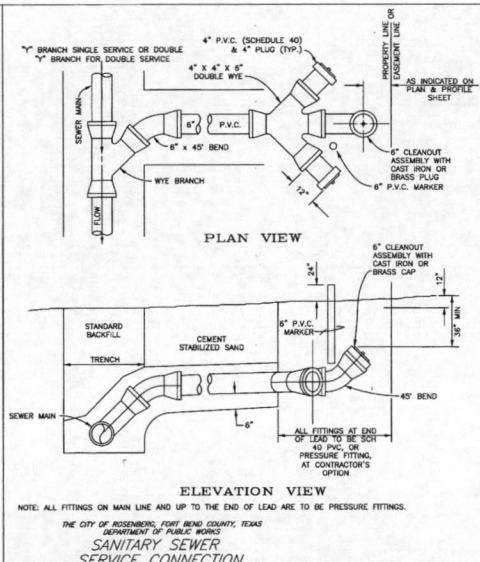 "Y" BRANCH SINGLE SERVICE OR DOUBLE
"Y" BRANCH FOR DOUBLE SERVICE
4" P.V.C. (SCHEDULE 40)
& 4" PLUG (TYP.)
4" X 4" X 6"
DOUBLE WYE
PROPERTY LINE OR
EASEMENT LINE
AS INDICATED ON
PLAN & PROFILE
SHEET
SEWER MAIN
6"
P.V.C.
6" x 45° BEND
WYE BRANCH
FLOW
12"
6" CLEANOUT
ASSEMBLY WITH
CAST IRON OR
BRASS PLUG
6" P.V.C. MARKER
PLAN VIEW
6" CLEANOUT
ASSEMBLY WITH
CAST IRON OR
BRASS CAP
24"
12"
36" MIN
STANDARD
BACKFILL
TRENCH
CEMENT
STABILIZED SAND
6" P.V.C.
MARKER
45° BEND
SEWER MAIN
6"
ALL FITTINGS AT END
OF LEAD TO BE SCH
40 PVC, OR
PRESSURE FITTING,
AT CONTRACTOR'S
OPTION
ELEVATION VIEW
NOTE: ALL FITTINGS ON MAIN LINE AND UP TO THE END OF LEAD ARE TO BE PRESSURE FITTINGS.
THE CITY OF ROSENBERG, FORT BEND COUNTY, TEXAS
DEPARTMENT OF PUBLIC WORKS
SANITARY SEWER
SERVICE CONNECTION